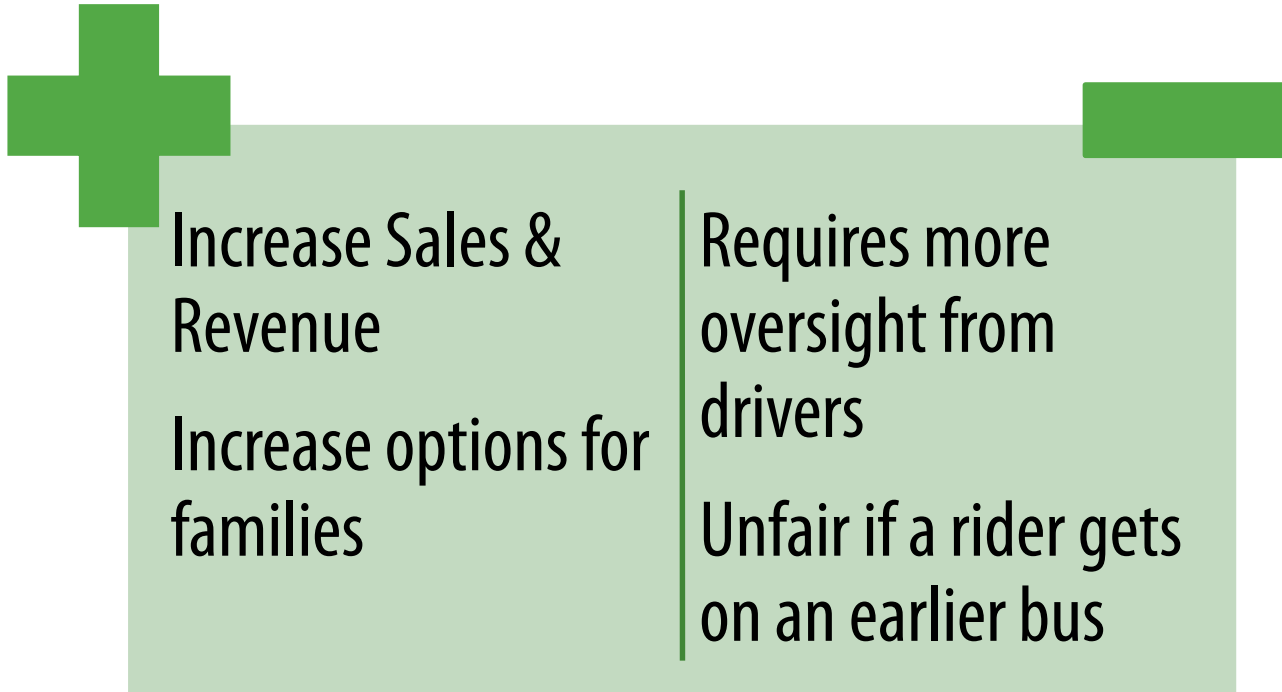 Increase Sales &
Revenue
Increase options for
families
Requires more
oversight from
drivers
Unfair if a rider gets
on an earlier bus